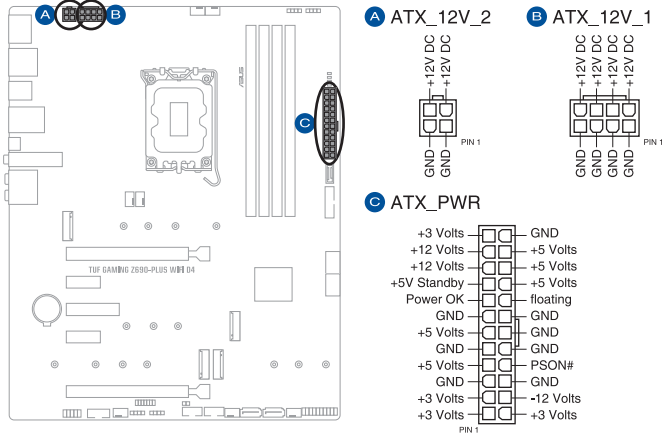 A
B
C
ASUS
TUF GAMING Z690-PLUS WIFI D4
A ATX_12V_2
+12V DC
+12V DC
PIN 1
GND
GND
B ATX_12V_1
+12V DC
+12V DC
+12V DC
+12V DC
PIN 1
GND
GND
GND
GND
C ATX_PWR
+3 Volts GND
+12 Volts +5 Volts
+12 Volts +5 Volts
+5V Standby +5 Volts
Power OK floating
GND GND
+5 Volts GND
GND GND
+5 Volts PSON#
GND GND
+3 Volts -12 Volts
+3 Volts +3 Volts
PIN 1